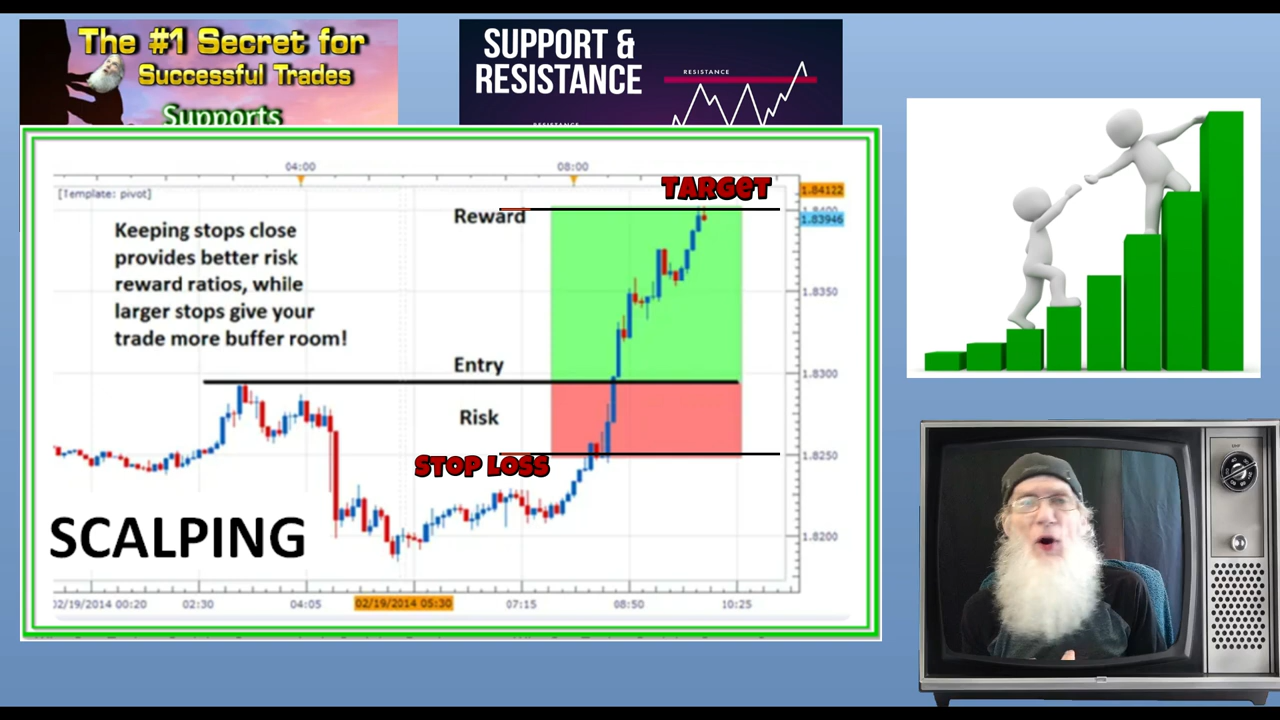 The #1 Secret for
Successful Trades
Supports
SUPPORT &
RESISTANCE
RESISTANCE
RESISTANCE
04:00
08:00
[Template: pivot]
TARGET
1.84122
1.8400
1.83946
Reward
Keeping stops close
provides better risk
reward ratios, while
larger stops give your
trade more buffer room!
1.8350
Entry
1.8300
Risk
STOP LOSS
1.8250
SCALPING
1.8200
02/19/2014 00:20
02:30
04:05
02/19/2014 05:30
07:15
08:50
10:25